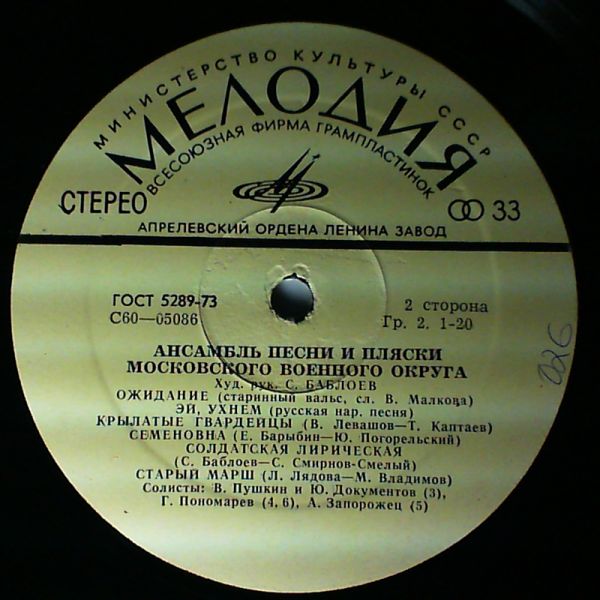 МИНИСТЕРСТВО КУЛЬТУРЫ СССР
МЕЛОДИЯ
ВСЕСОЮЗНАЯ ФИРМА ГРАМПЛАСТИНОК
СТЕРЕО
33
АПРЕЛЕВСКИЙ ОРДЕНА ЛЕНИНА ЗАВОД
ГОСТ 5289-73
С60—05086
2 сторона
Гр. 2. 1-20
АНСАМБЛЬ ПЕСНИ И ПЛЯСКИ
МОСКОВСКОГО ВОЕННОГО ОКРУГА
Худ. рук. С. БАБЛОЕВ
ОЖИДАНИЕ (старинный вальс, сл. В. Малкова)
ЭЙ, УХНЕМ (русская нар. песня)
КРЫЛАТЫЕ ГВАРДЕЙЦЫ (В. Левашов—Т. Каптаев)
СЕМЕНОВНА (Е. Барыбин—Ю. Погорельский)
СОЛДАТСКАЯ ЛИРИЧЕСКАЯ
(С. Баблоев—С. Смирнов-Смелый)
СТАРЫЙ МАРШ (Л. Лядова—М. Владимов)
Солисты: В. Пушкин и Ю. Документов (3),
Г. Пономарев (4, 6), А. Запорожец (5)
026